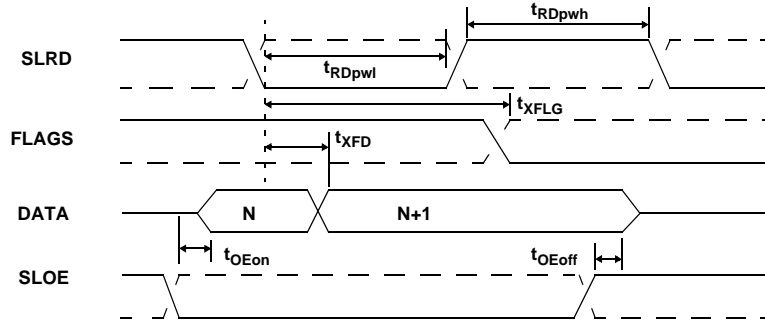 tRDpwh
SLRD
tRDpwl
tXFLG
FLAGS
tXFD
DATA
N
N+1
tOEon
tOEoff
SLOE